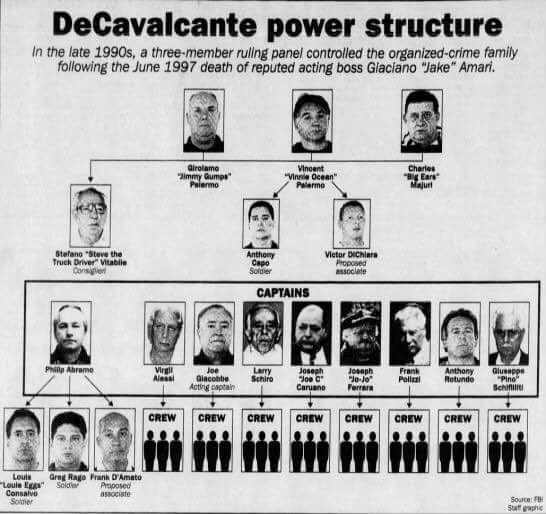 DeCavalcante power structure
In the late 1990s, a three-member ruling panel controlled the organized-crime family
following the June 1997 death of reputed acting boss Giaciano "Jake" Amari.
Girolamo
"Jimmy Gumps"
Palermo
Vincent
"Vinnie Ocean"
Palermo
Charles
"Big Ears"
Majuri
Stefano "Steve the
Truck Driver" Vitabile
Consiglieri
Anthony
Capo
Soldier
Victor DiChiara
Proposed
associate
CAPTAINS
Philip Abramo
Virgil
Alessi
Joe
Giacobbe
Acting captain
Larry
Schiro
Joseph
"Joe C"
Caruano
Joseph
"Jo-Jo"
Ferrara
Frank
Polizzi
Anthony
Rotundo
Giuseppe
"Pino"
Schifilliti
CREW
CREW
CREW
CREW
CREW
CREW
CREW
CREW
Louis
"Louie Eggs"
Consalvo
Soldier
Greg Rago
Soldier
Frank D'Amato
Proposed
associate
Source: FBI
Staff graphic